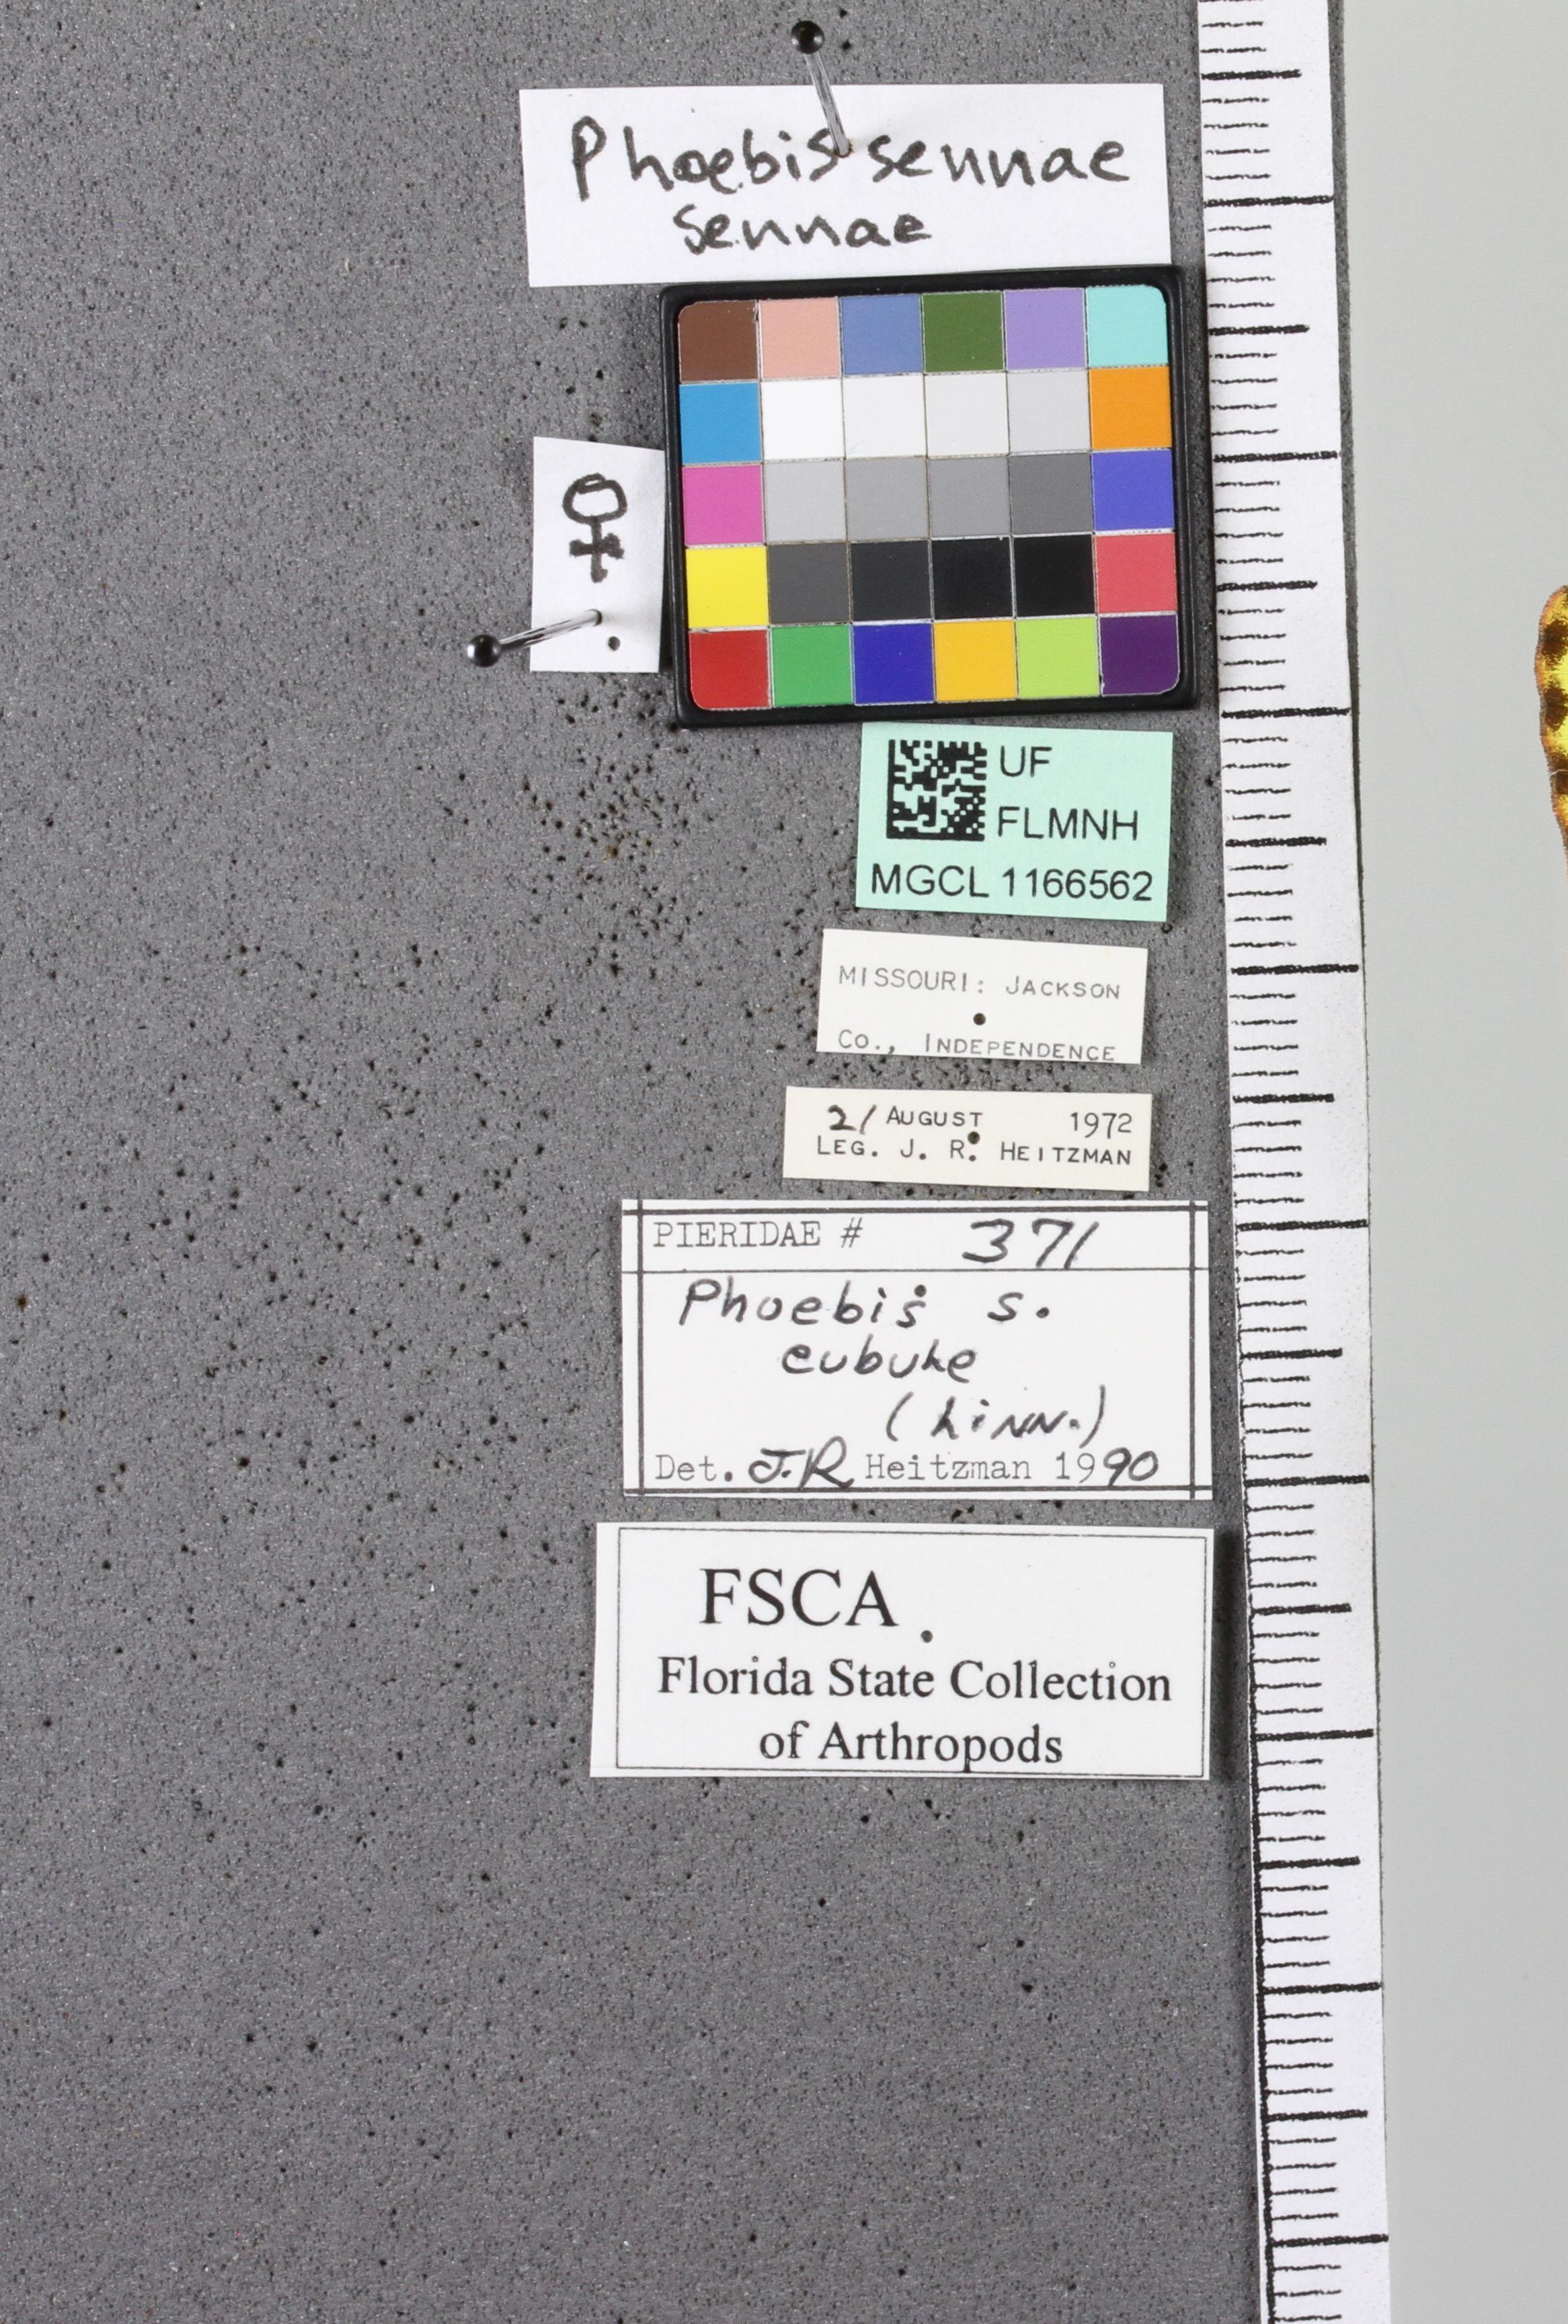 Phoebis sennae
sennae
♀
UF
FLMNH
MGCL 1166562
MISSOURI: JACKSON
CO., INDEPENDENCE
21 AUGUST 1972
LEG. J. R. HEITZMAN
PIERIDAE # 371
Phoebis s.
eubule
(Linn.)
Det. J.R Heitzman 1990
FSCA
Florida State Collection
of Arthropods